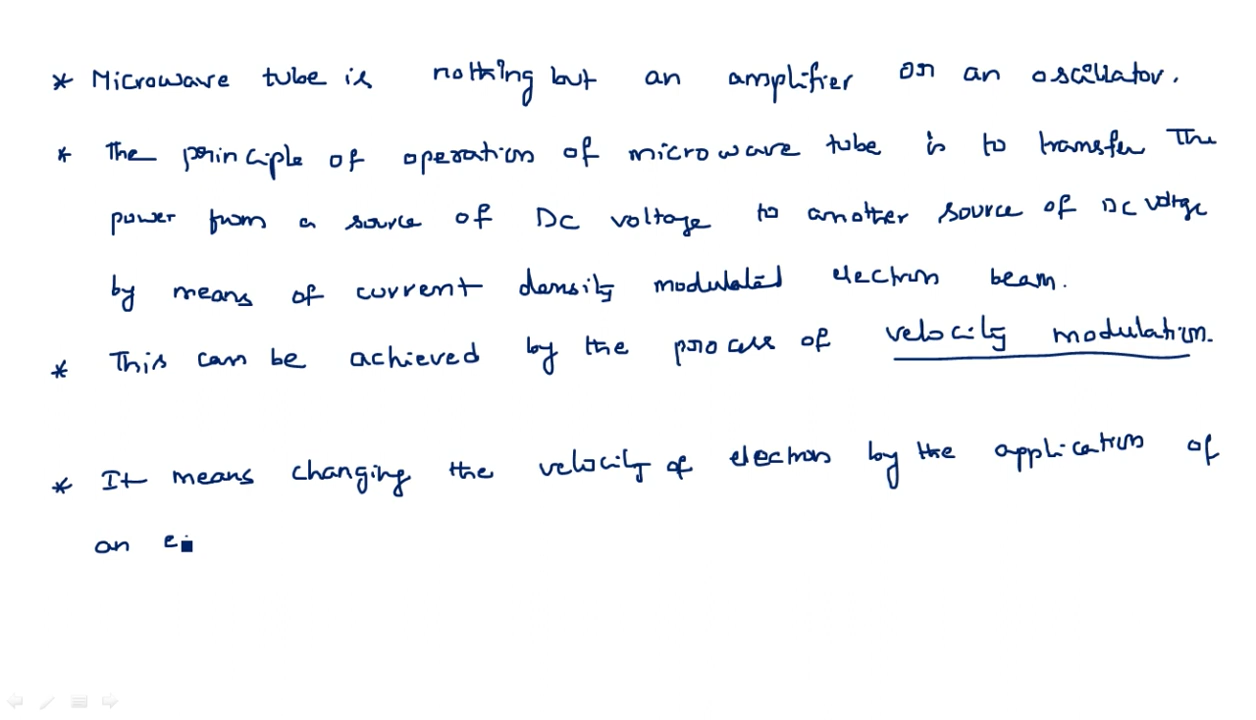 * Microwave tube is nothing but an amplifier or an oscillator.
* The principle of operation of microwave tube is to transfer the
power from a source of DC voltage to another source of DC voltage
by means of current density modulated electron beam.
* This can be achieved by the process of velocity modulation.
* It means changing the velocity of electron by the application of
an